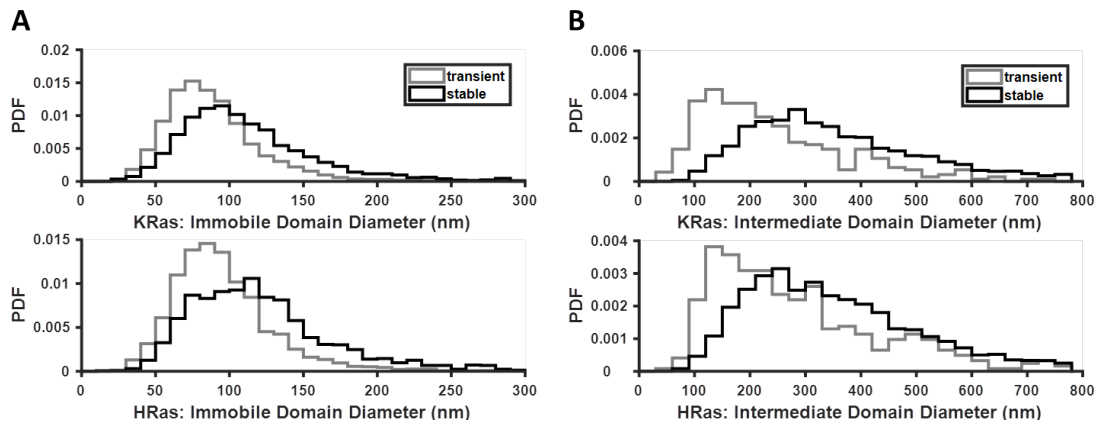 A
B
0.02
0.015
0.01
0.005
0
PDF
transient
stable
0 50 100 150 200 250 300
KRas: Immobile Domain Diameter (nm)
0.006
0.004
0.002
0
PDF
transient
stable
0 100 200 300 400 500 600 700 800
KRas: Intermediate Domain Diameter (nm)
0.015
0.01
0.005
0
PDF
0 50 100 150 200 250 300
HRas: Immobile Domain Diameter (nm)
0.004
0.003
0.002
0.001
0
PDF
0 100 200 300 400 500 600 700 800
HRas: Intermediate Domain Diameter (nm)